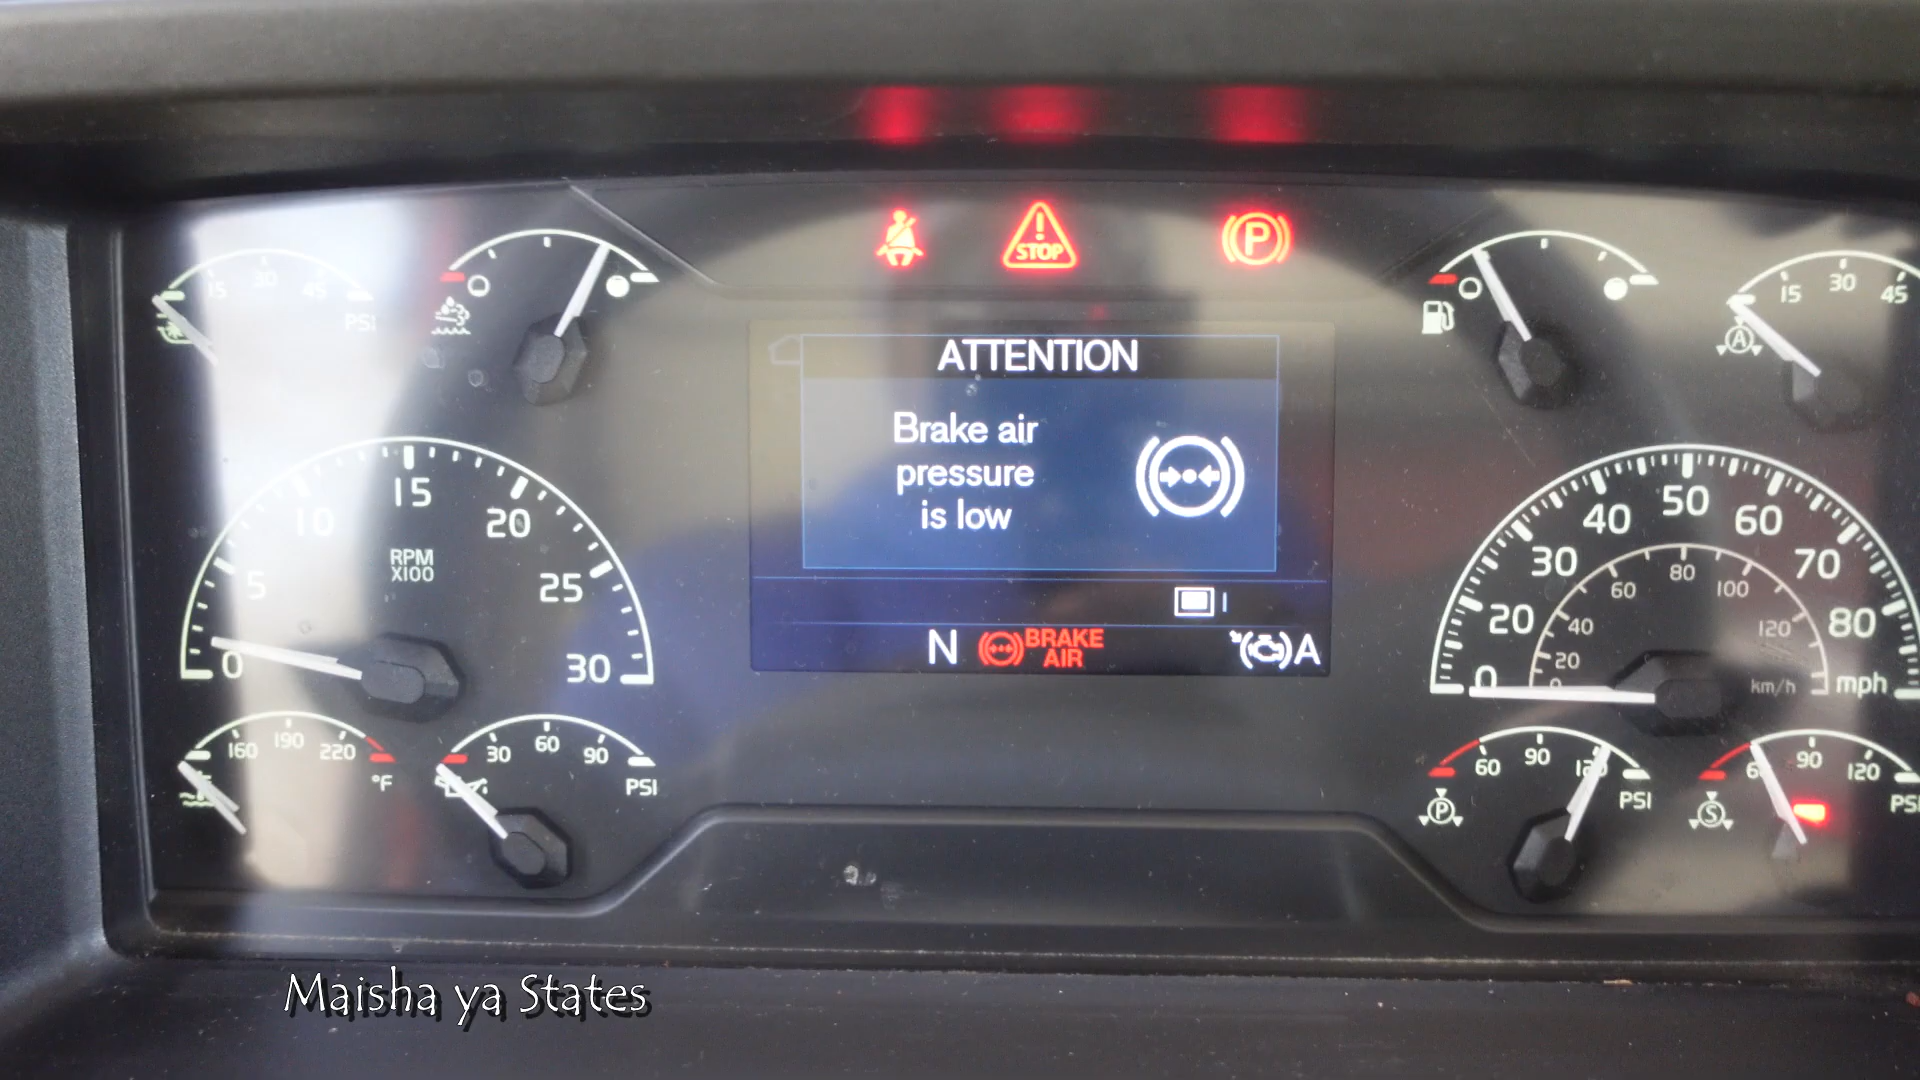 15 30 45
PSI
STOP
P
15 30 45
A
ATTENTION
Brake air
pressure
is low
N BRAKE
AIR
A
0 5 10 15 20 25 30
RPM
X100
0 20 30 40 50 60 70 80
mph
0 20 40 60 80 100 120
km/h
160 190 220
°F
30 60 90
PSI
60 90 120
PSI
P
90 120
PSI
S
Maisha ya States